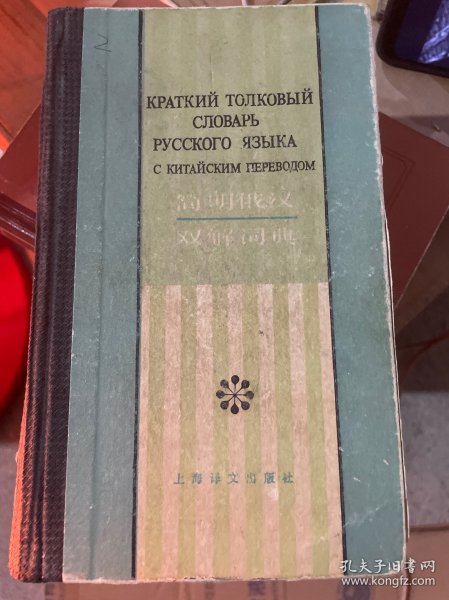 КРАТКИЙ ТОЛКОВЫЙ
СЛОВАРЬ
РУССКОГО ЯЗЫКА
С КИТАЙСКИМ ПЕРЕВОДОМ
简明俄汉
双解词典
上海译文出版社
孔夫子旧书网
www.kongfz.com